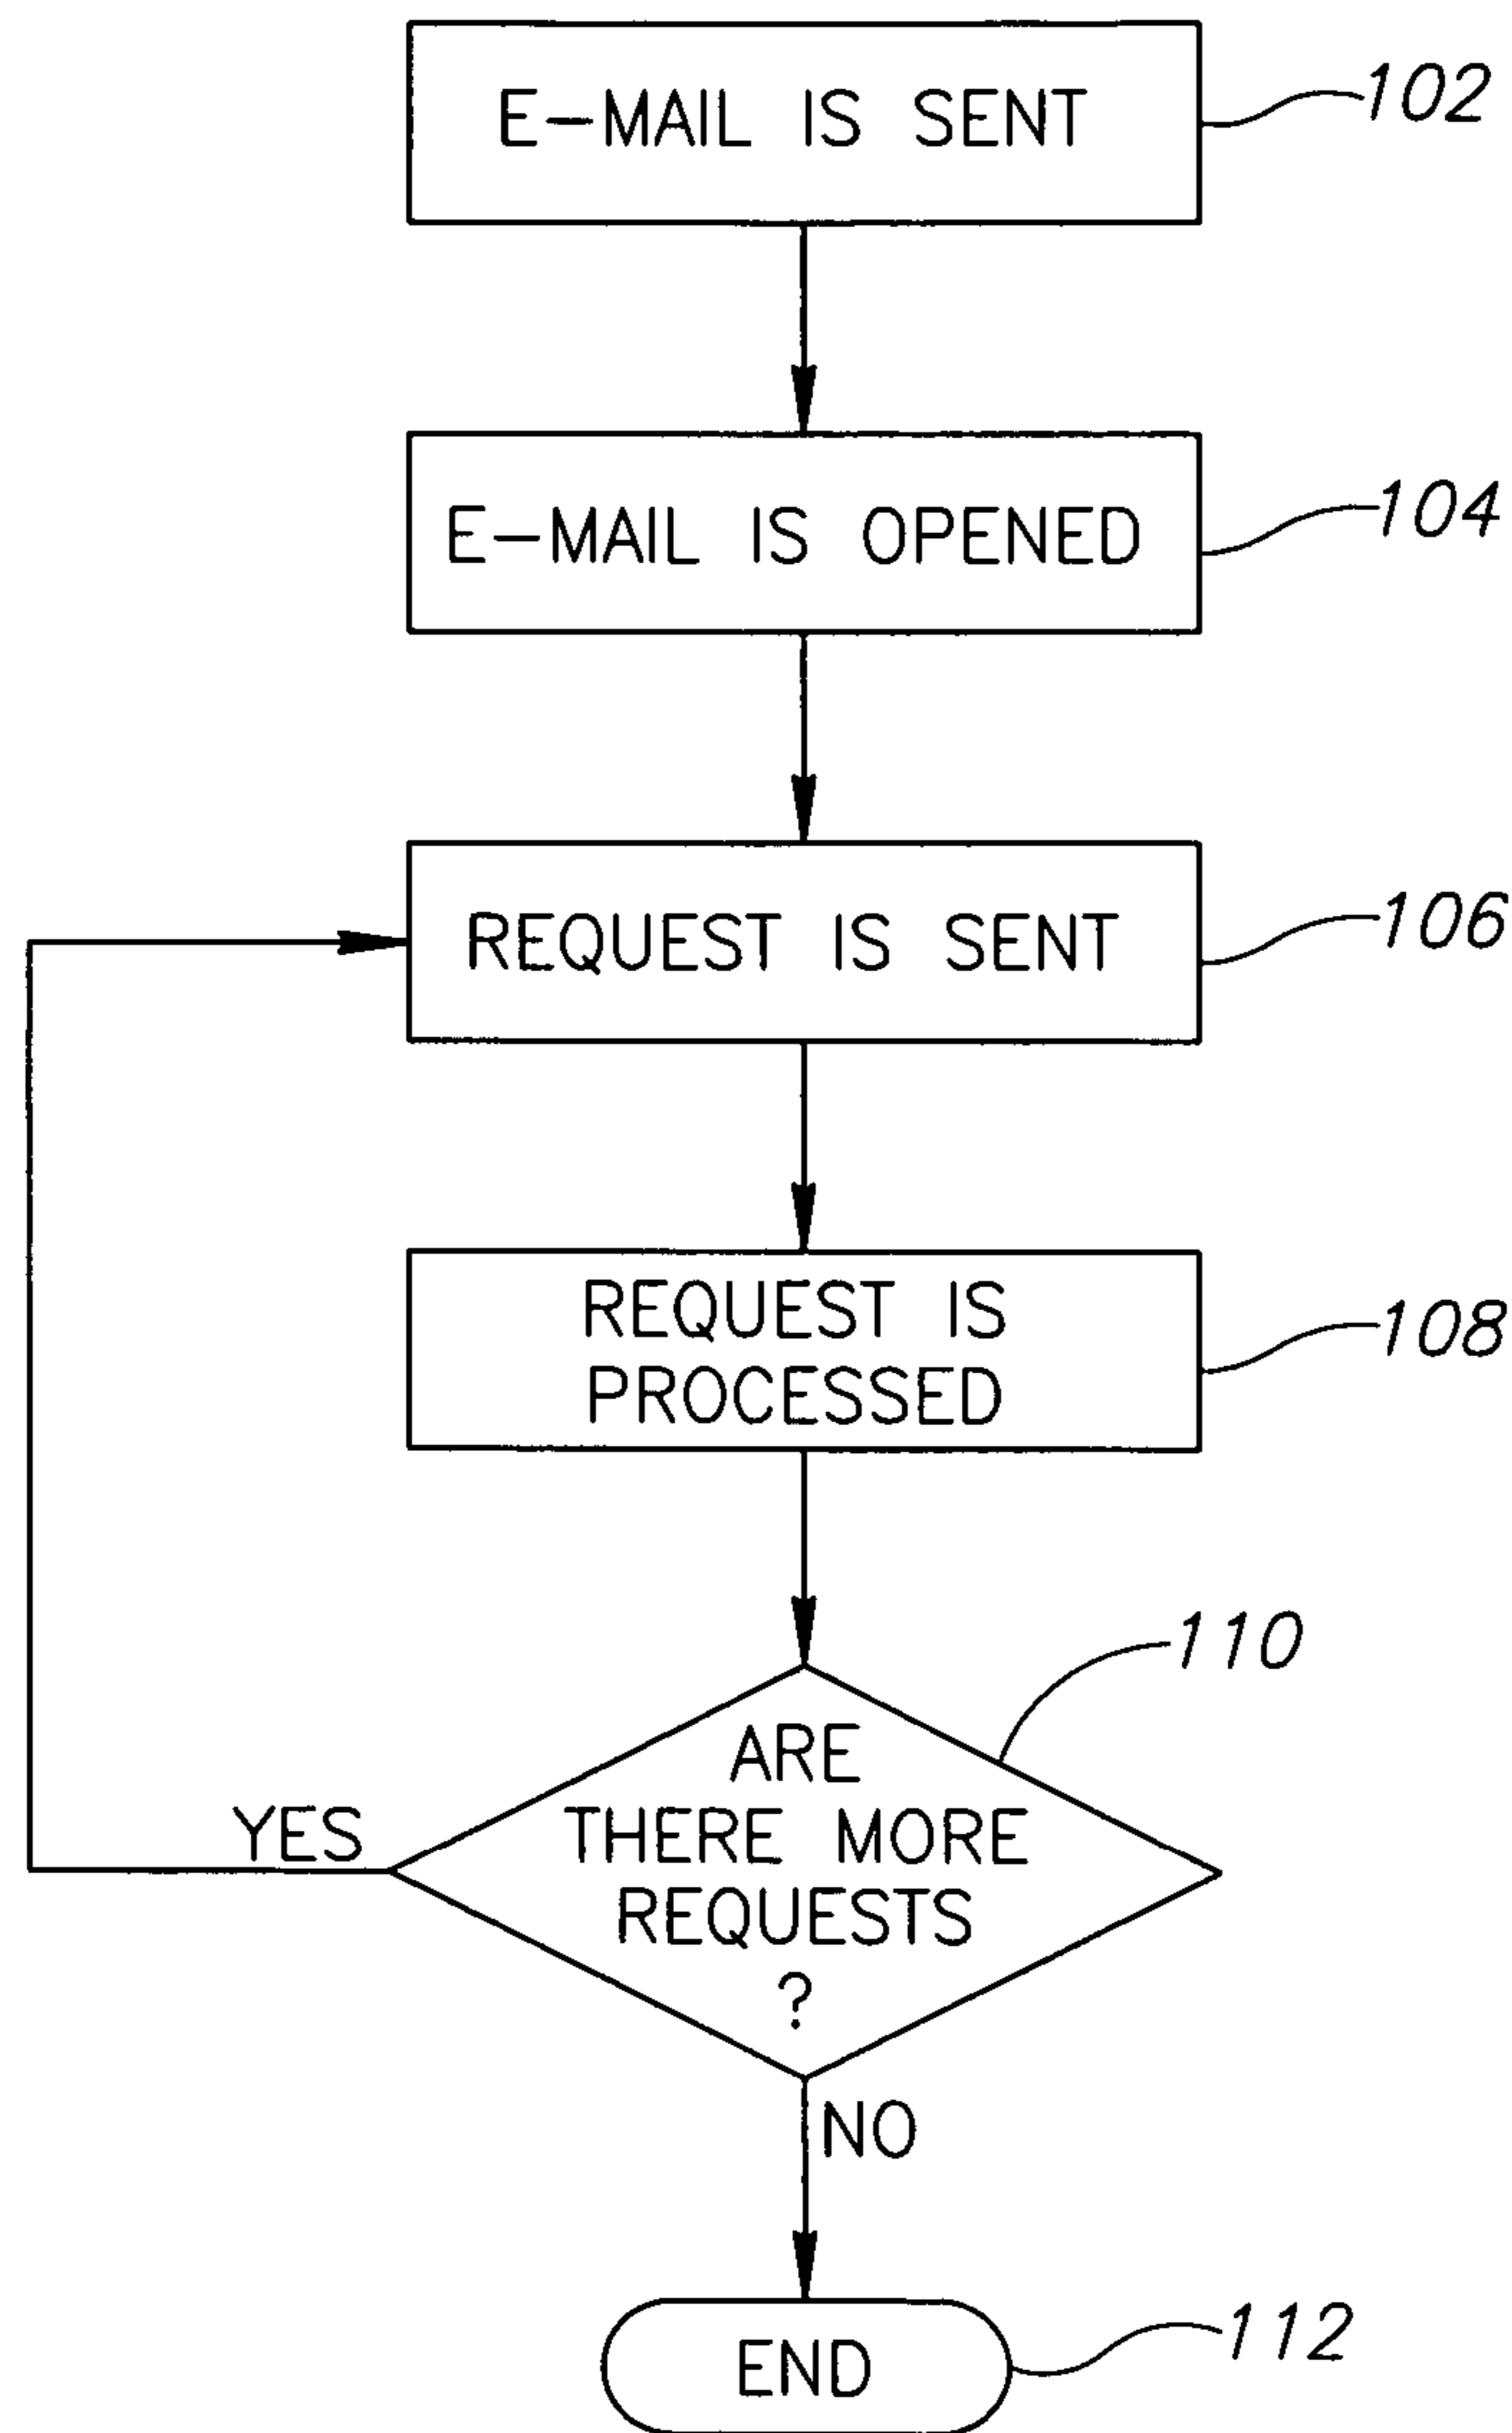 E-MAIL IS SENT
102
E-MAIL IS OPENED
104
REQUEST IS SENT
106
REQUEST IS
PROCESSED
108
110
ARE
THERE MORE
REQUESTS
?
YES
NO
END
112